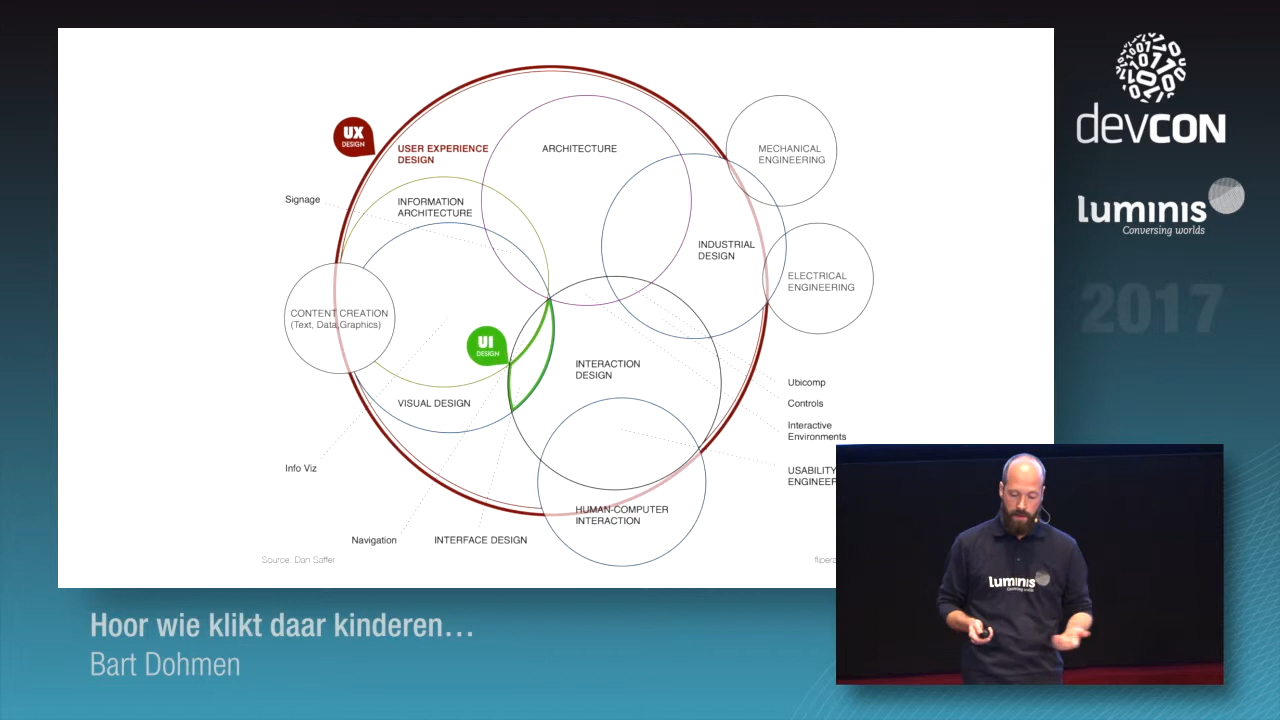 UX
DESIGN
USER EXPERIENCE
DESIGN
ARCHITECTURE
MECHANICAL
ENGINEERING
Signage
INFORMATION
ARCHITECTURE
INDUSTRIAL
DESIGN
ELECTRICAL
ENGINEERING
CONTENT CREATION
(Text, Data,Graphics)
UI
DESIGN
INTERACTION
DESIGN
VISUAL DESIGN
Ubicomp
Controls
Interactive
Environments
Info Viz
USABILITY
HUMAN-COMPUTER
INTERACTION
Navigation
INTERFACE DESIGN
Source: Dan Saffer
devCON
luminis
Conversing worlds
2017
luminis
Hoor wie klikt daar kinderen…
Bart Dohmen